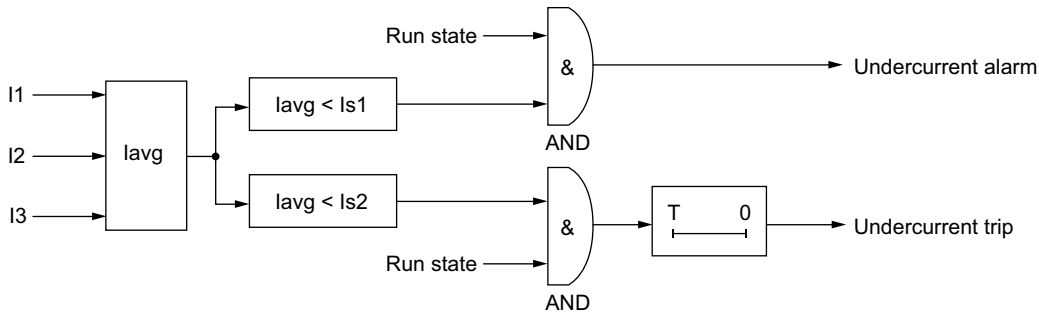 Run state
&
Undercurrent alarm
I1
Iavg < Is1
I2
Iavg
AND
Iavg < Is2
I3
&
T 0
Undercurrent trip
Run state
AND